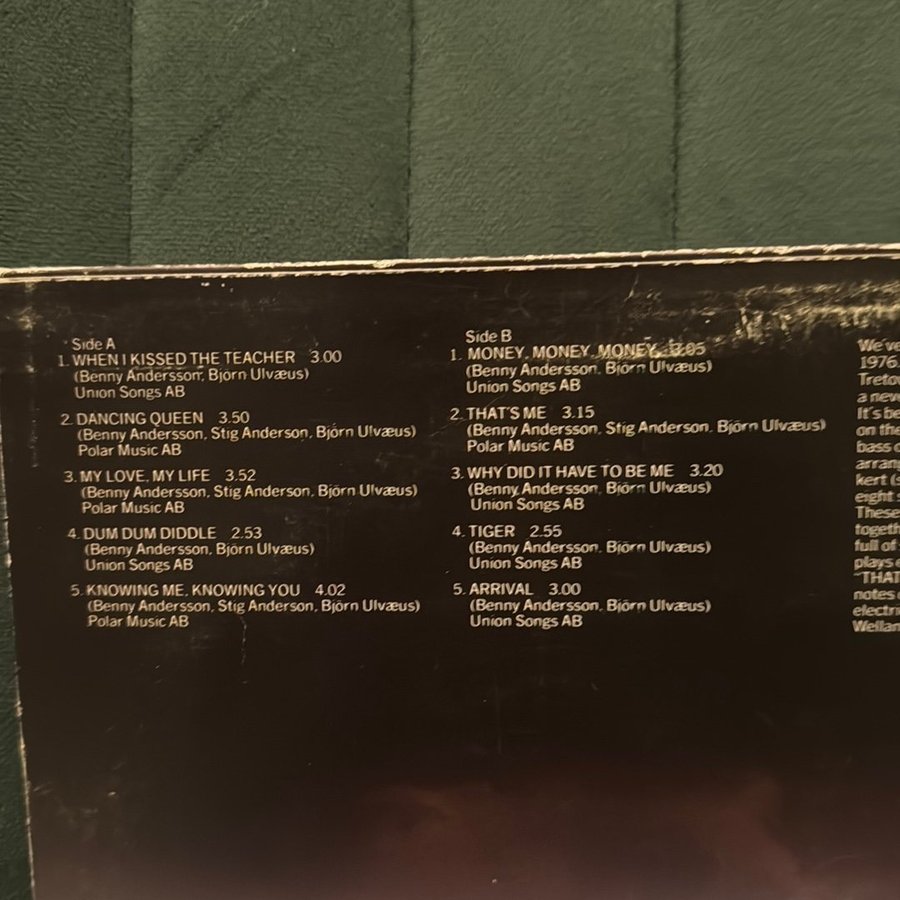 Side A
1. WHEN I KISSED THE TEACHER 3.00
(Benny Andersson, Björn Ulvæus)
Union Songs AB
2. DANCING QUEEN 3.50
(Benny Andersson, Stig Anderson, Björn Ulvæus)
Polar Music AB
3. MY LOVE, MY LIFE 3.52
(Benny Andersson, Stig Anderson, Björn Ulvæus)
Polar Music AB
4. DUM DUM DIDDLE 2.53
(Benny Andersson, Björn Ulvæus)
Union Songs AB
5. KNOWING ME, KNOWING YOU 4.02
(Benny Andersson, Stig Anderson, Björn Ulvæus)
Polar Music AB
Side B
1. MONEY, MONEY, MONEY 3.05
(Benny Andersson, Björn Ulvæus)
Union Songs AB
2. THAT'S ME 3.15
(Benny Andersson, Stig Anderson, Björn Ulvæus)
Polar Music AB
3. WHY DID IT HAVE TO BE ME 3.20
(Benny Andersson, Björn Ulvæus)
Union Songs AB
4. TIGER 2.55
(Benny Andersson, Björn Ulvæus)
Union Songs AB
5. ARRIVAL 3.00
(Benny Andersson, Björn Ulvæus)
Union Songs AB
We've
1976.
Tretow
a new
It's be
on the
bass
arran
kert (s
eight s
These
togeth
full of
plays
"THAT
notes
electri
Wellan